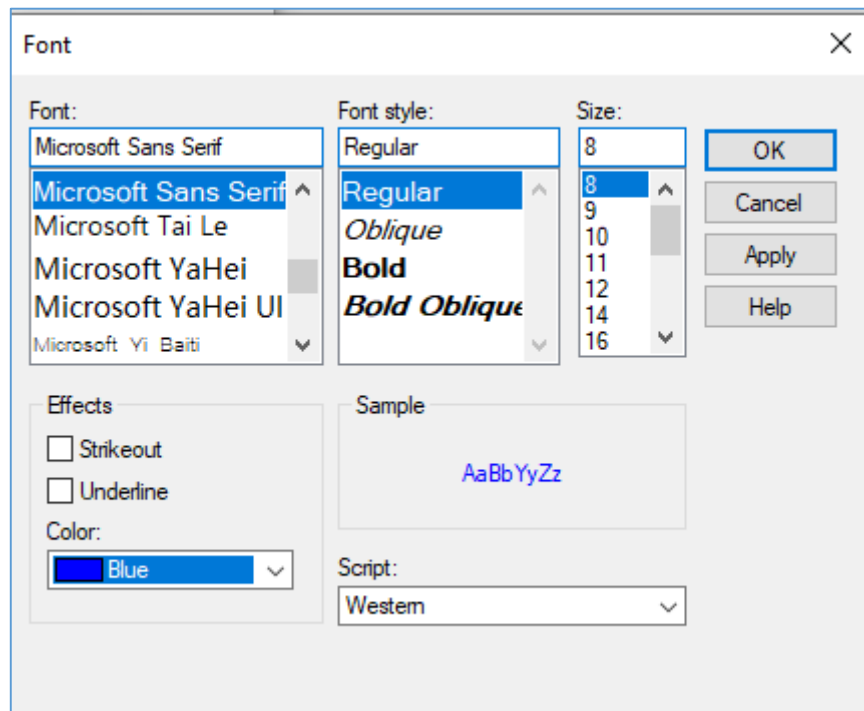 Font
Font:
Font style:
Size:
Microsoft Sans Serif
Regular
8
OK
Cancel
Apply
Help
Microsoft Sans Serif
Microsoft Tai Le
Microsoft YaHei
Microsoft YaHei UI
Microsoft Yi Baiti
Regular
Oblique
Bold
Bold Oblique
8
9
10
11
12
14
16
Effects
Strikeout
Underline
Color:
Blue
Sample
AaBbYyZz
Script:
Western